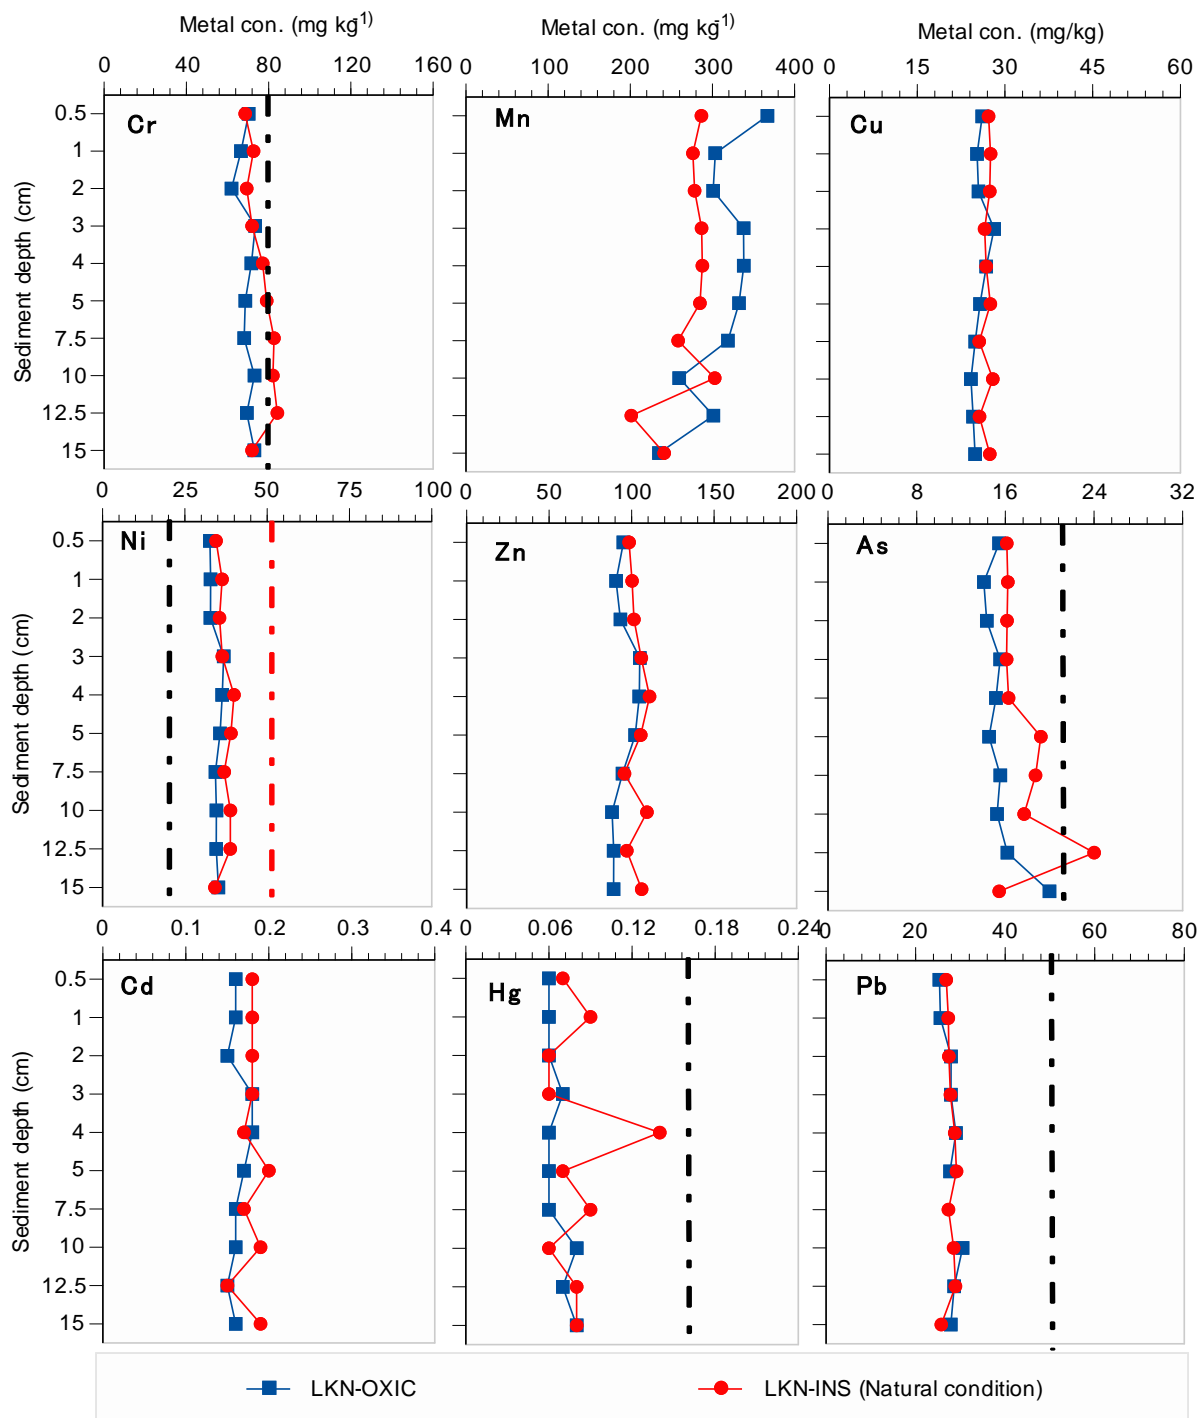 Metal con. (mg kg-1) Metal con. (mg kg-1) Metal con. (mg/kg)
0 40 80 120 160 0 100 100 200 300 400 0 15 30 45 60
Cr Mn Cu
0.5
1
2
3
4
5
7.5
10
12.5
15
Sediment depth (cm)
0 25 50 75 100 0 50 100 150 200 0 8 16 24 32
Ni Zn As
0.5
1
2
3
4
5
7.5
10
12.5
15
Sediment depth (cm)
0 0.1 0.2 0.3 0.4 0 0.06 0.12 0.18 0.24 0 20 40 60 80
Cd Hg Pb
0.5
1
2
3
4
5
7.5
10
12.5
15
Sediment depth (cm)
LKN-OXIC LKN-INS (Natural condition)